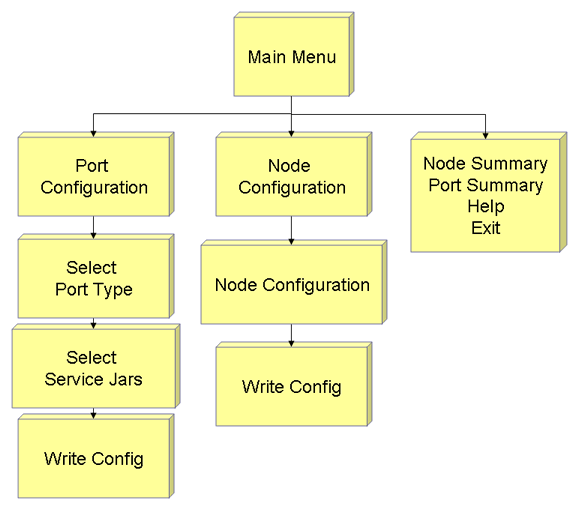 Main Menu
Port
Configuration
Node
Configuration
Node Summary
Port Summary
Help
Exit
Select
Port Type
Node Configuration
Select
Service Jars
Write Config
Write Config